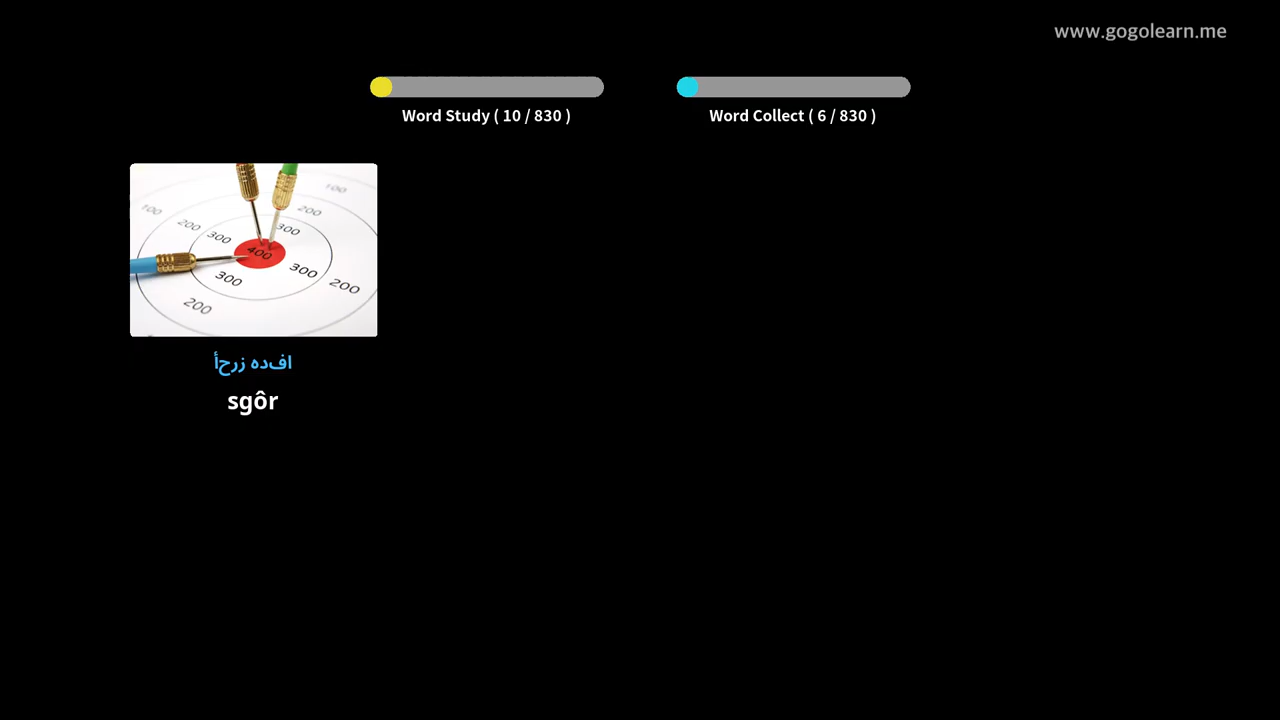 www.gogolearn.me
Word Study ( 10 / 830 )
Word Collect ( 6 / 830 )
100
100
200
200
300
300
400
300
300
200
200
افده زرحأ
sgôr